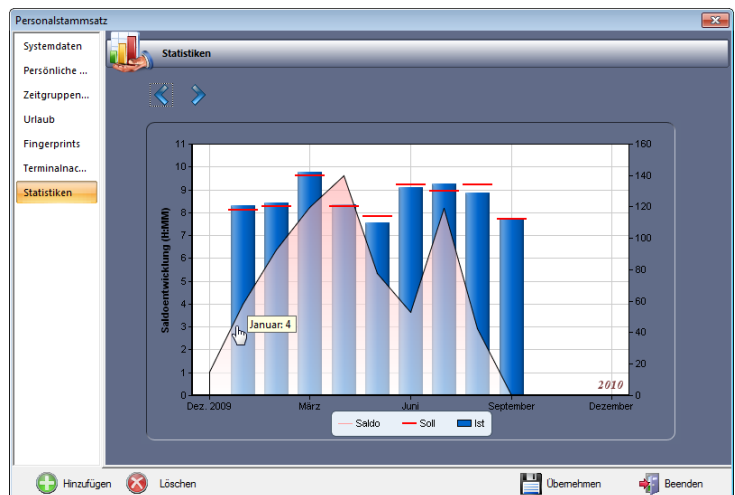 Personalstammsatz
Systemdaten
Persönliche ...
Zeitgruppen...
Urlaub
Fingerprints
Terminalnac...
Statistiken
Statistiken
11
10
9
8
7
6
5
4
3
2
1
0
Saldoentwicklung (H:MM)
160
140
120
100
80
60
40
20
0
Januar: 4
2010
Dez. 2009
März
Juni
September
Dezember
Saldo
Soll
Ist
Hinzufügen
Löschen
Übernehmen
Beenden